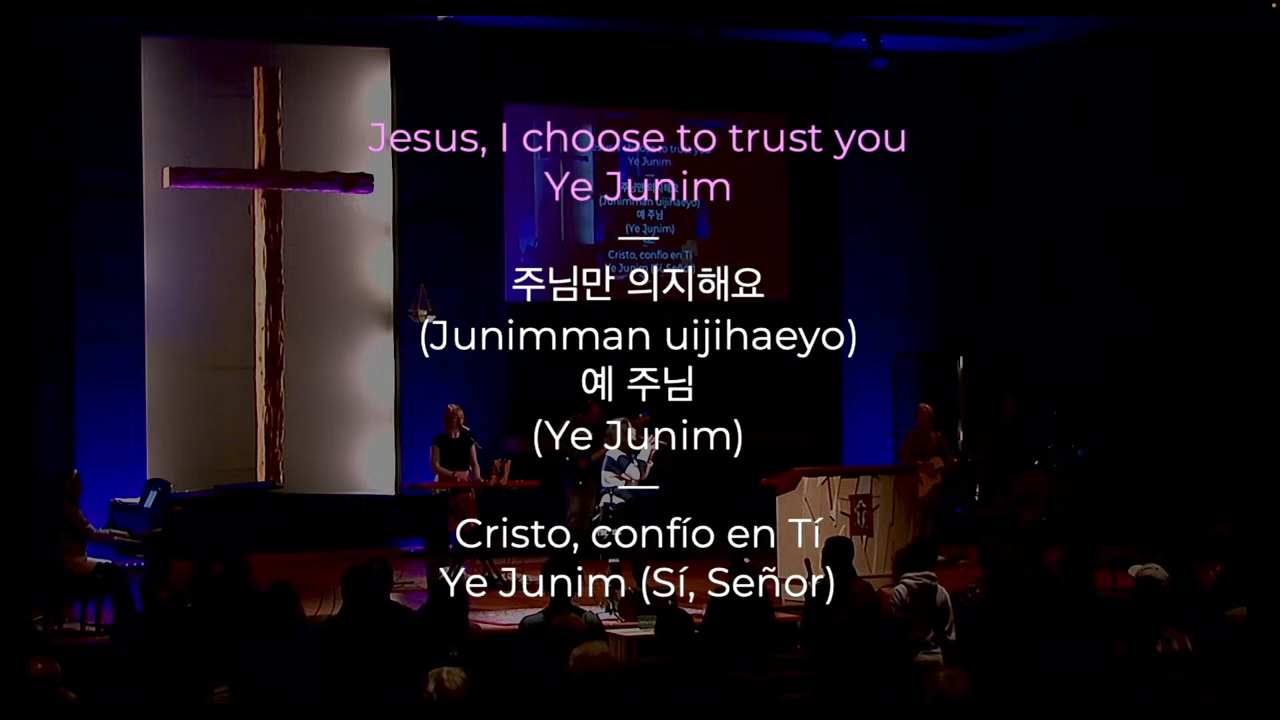 Jesus, I choose to trust you
Ye Junim
주님만 의지해요
(Junimman uijihaeyo)
예 주님
(Ye Junim)
Cristo, confío en Tí
Ye Junim (Sí, Señor)